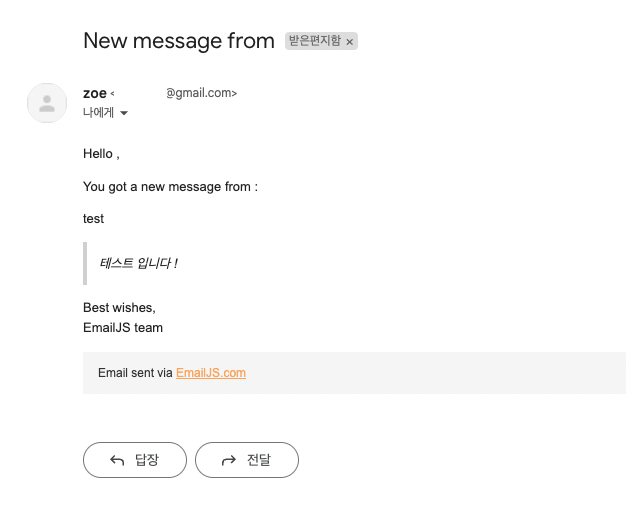 New message from 받은편지함 ×
zoe < @gmail.com>
나에게
Hello ,
You got a new message from :
test
테스트 입니다 !
Best wishes,
EmailJS team
Email sent via EmailJS.com
답장 전달